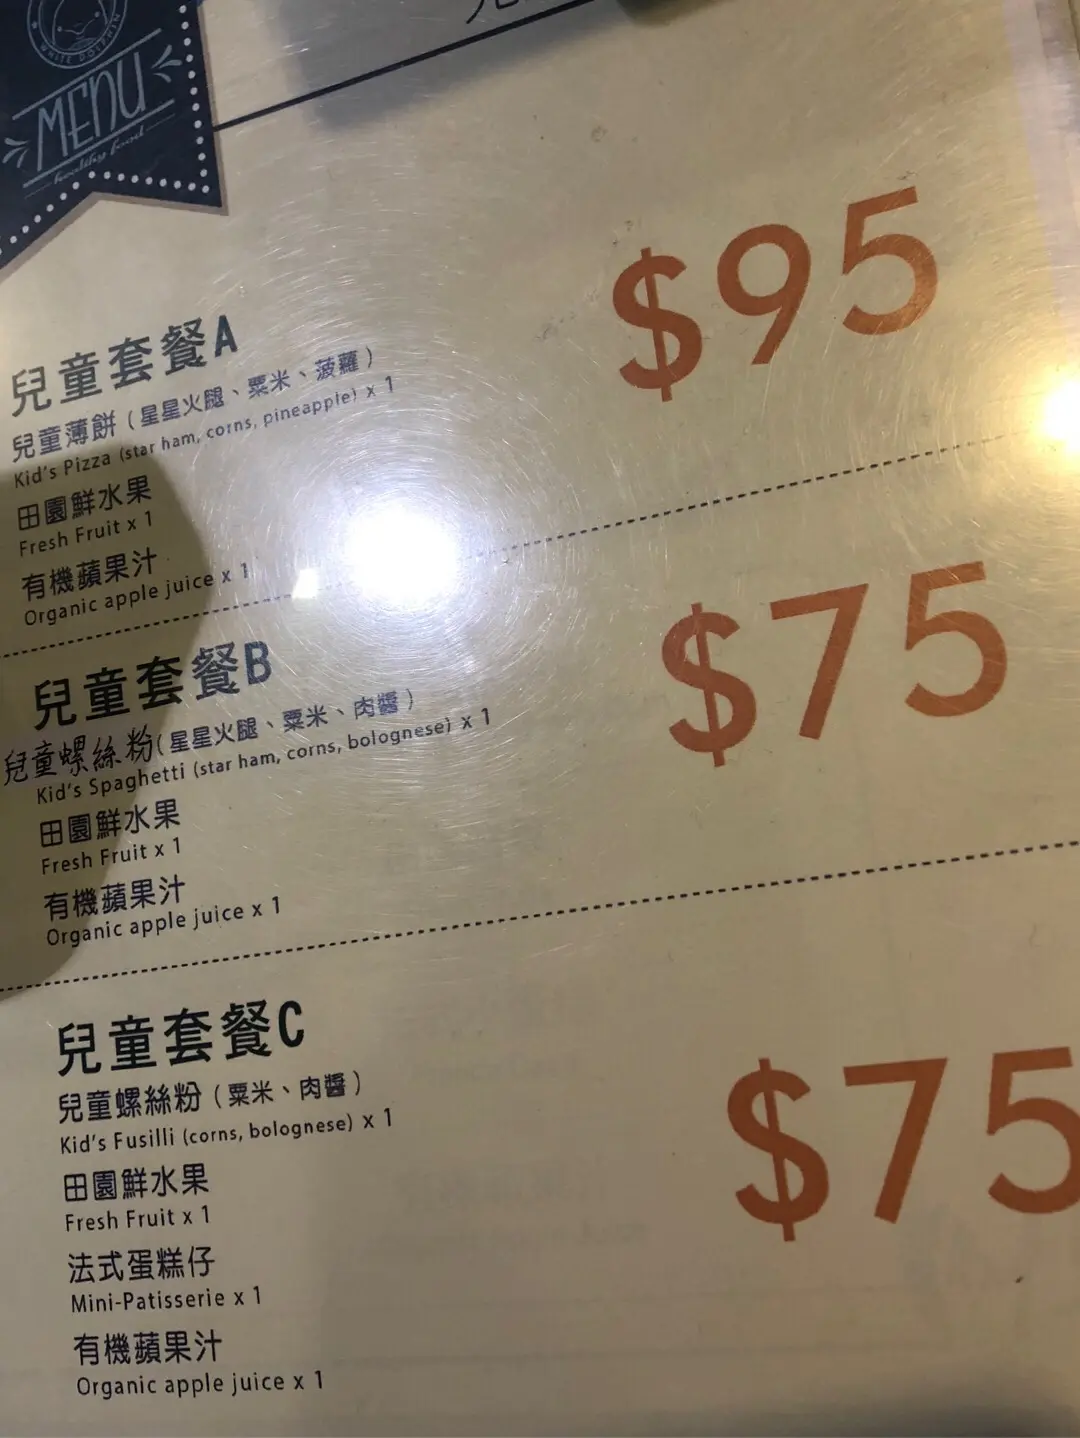 WHITE DOLPHIN
MENU
healthy food
$95
兒童套餐A
兒童薄餅（星星火腿、粟米、菠蘿）
Kid's Pizza (star ham, corns, pineapple) x 1
田園鮮水果
Fresh Fruit x 1
有機蘋果汁
Organic apple juice x 1
$75
兒童套餐B
兒童螺絲粉(星星火腿、粟米、肉醬）
Kid's Spaghetti (star ham, corns, bolognese) x 1
田園鮮水果
Fresh Fruit x 1
有機蘋果汁
Organic apple juice x 1
兒童套餐C
$75
兒童螺絲粉（粟米、肉醬）
Kid's Fusilli (corns, bolognese) x 1
田園鮮水果
Fresh Fruit x 1
法式蛋糕仔
Mini-Patisserie x 1
有機蘋果汁
Organic apple juice x 1